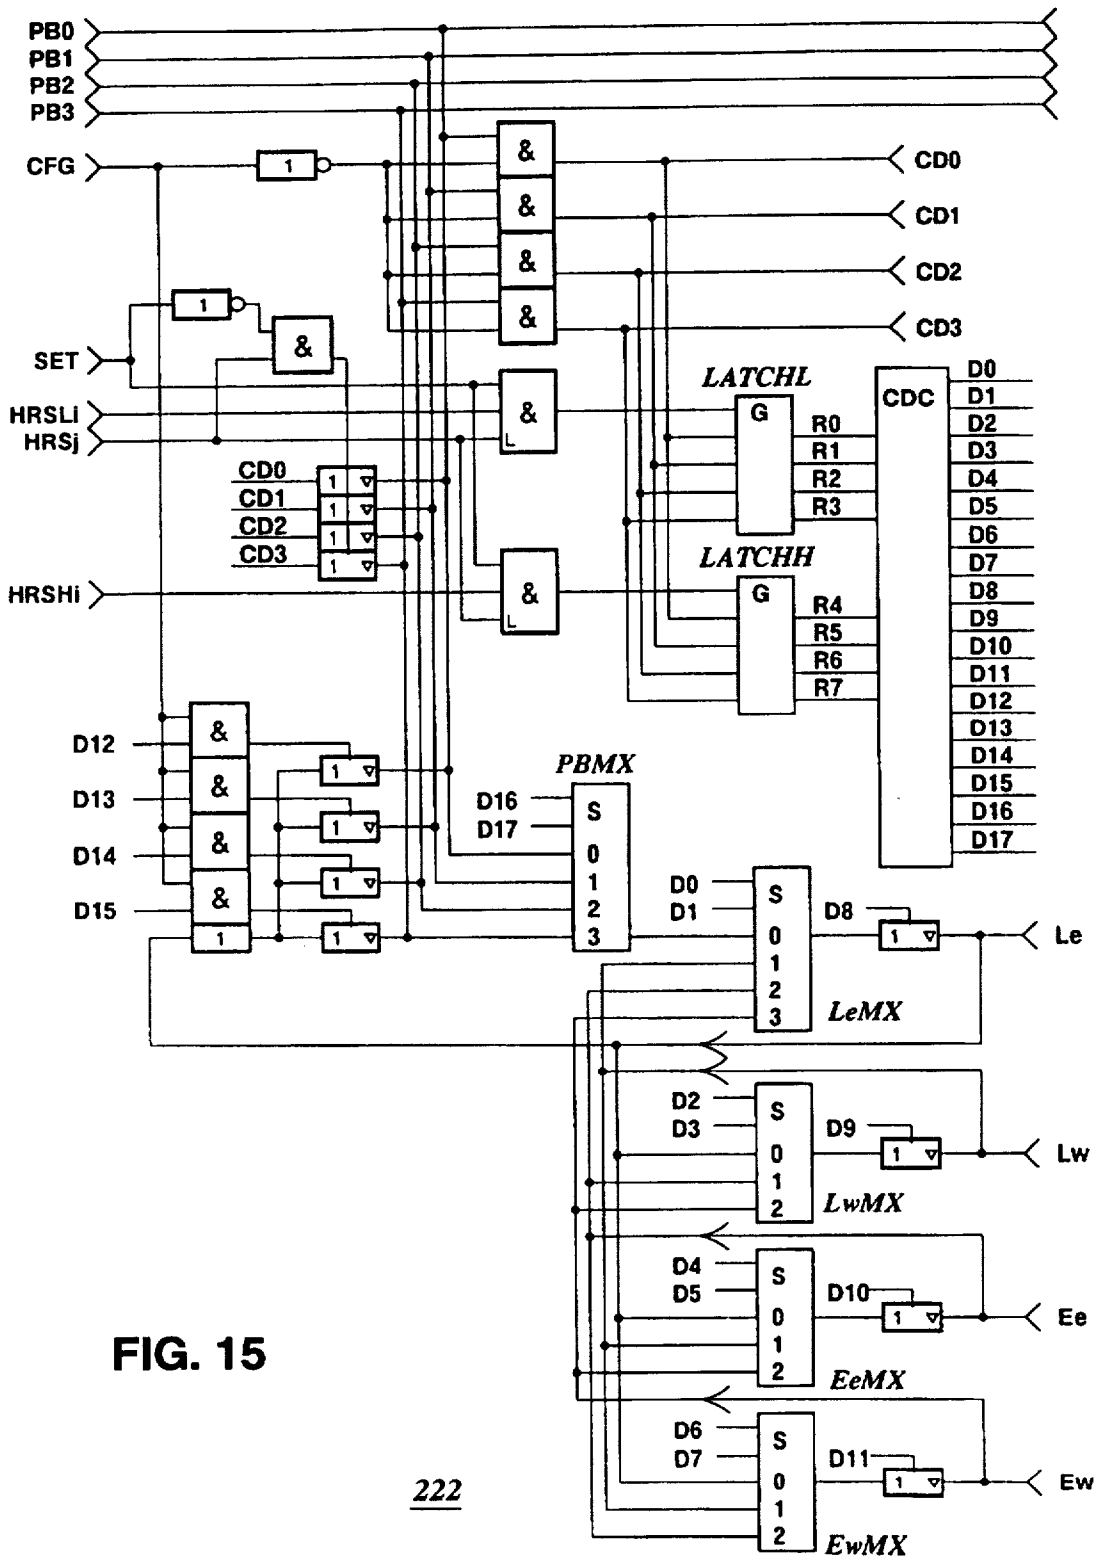 PB0
PB1
PB2
PB3
CFG
1
&
CD0
&
CD1
&
CD2
&
CD3
1
&
SET
HRSLi
HRSj
&
L
LATCHL
G
R0
R1
R2
R3
CDC
D0
D1
D2
D3
D4
D5
D6
D7
D8
D9
D10
D11
D12
D13
D14
D15
D16
D17
CD0
CD1
CD2
CD3
1
1
1
1
HRSHi
&
L
LATCHH
G
R4
R5
R6
R7
D12
D13
D14
D15
&
&
&
&
1
1
1
1
1
PBMX
D16
D17
S
0
1
2
3
D0
D1
S
0
1
2
3
LeMX
D8
1
Le
D2
D3
S
0
1
2
LwMX
D9
1
Lw
D4
D5
S
0
1
2
EeMX
D10
1
Ee
D6
D7
S
0
1
2
EwMX
D11
1
Ew
FIG. 15
222